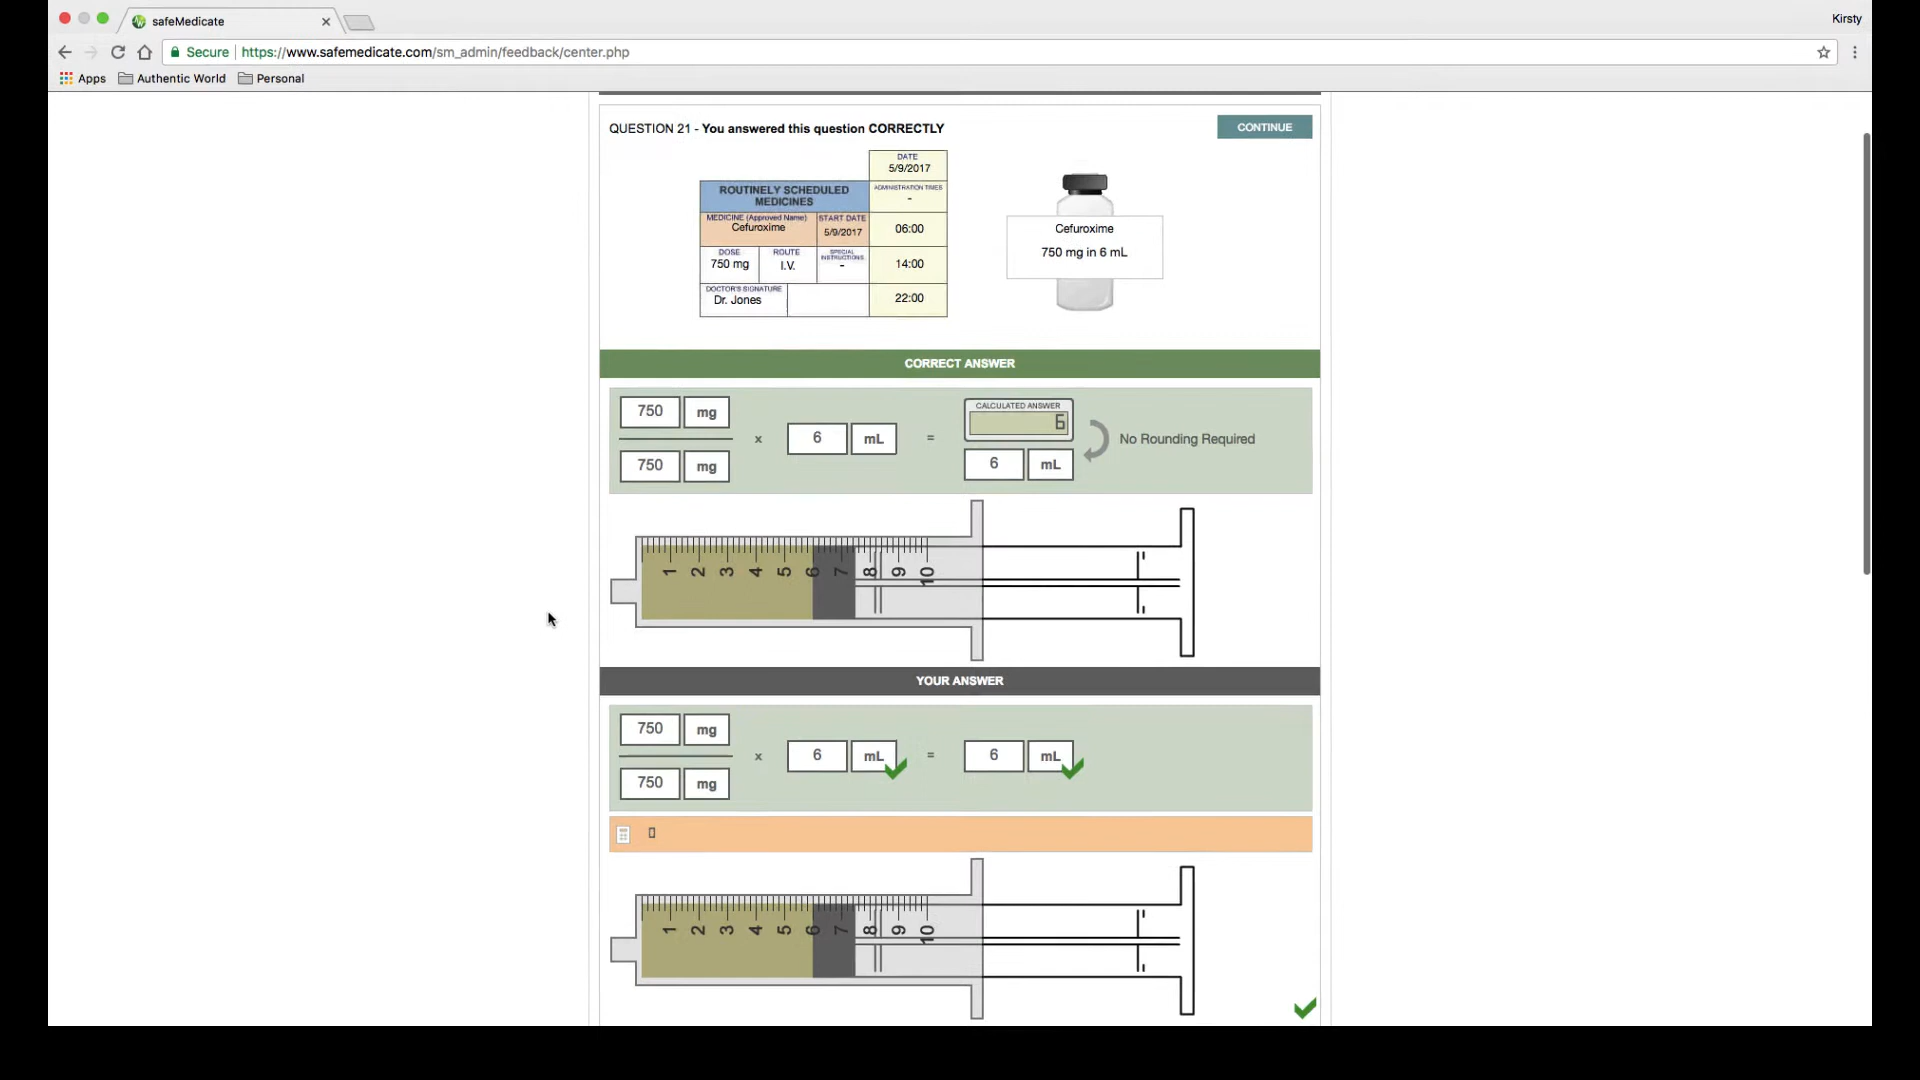 safeMedicate
Kirsty
Secure https://www.safemedicate.com/sm_admin/feedback/center.php
Apps Authentic World Personal
QUESTION 21 - You answered this question CORRECTLY
CONTINUE
DATE
5/9/2017
ROUTINELY SCHEDULED MEDICINES
ADMINISTRATION TIMES
-
MEDICINE (Approved Name)
Cefuroxime
START DATE
5/9/2017
06:00
DOSE
750 mg
ROUTE
I.V.
SPECIAL INSTRUCTIONS
-
14:00
DOCTOR'S SIGNATURE
Dr. Jones
22:00
Cefuroxime
750 mg in 6 mL
CORRECT ANSWER
750 mg
750 mg
x
6 mL
=
CALCULATED ANSWER
6
6 mL
No Rounding Required
1 2 3 4 5 6 7 8 9 10
YOUR ANSWER
750 mg
750 mg
x
6 mL
=
6 mL
1 2 3 4 5 6 7 8 9 10